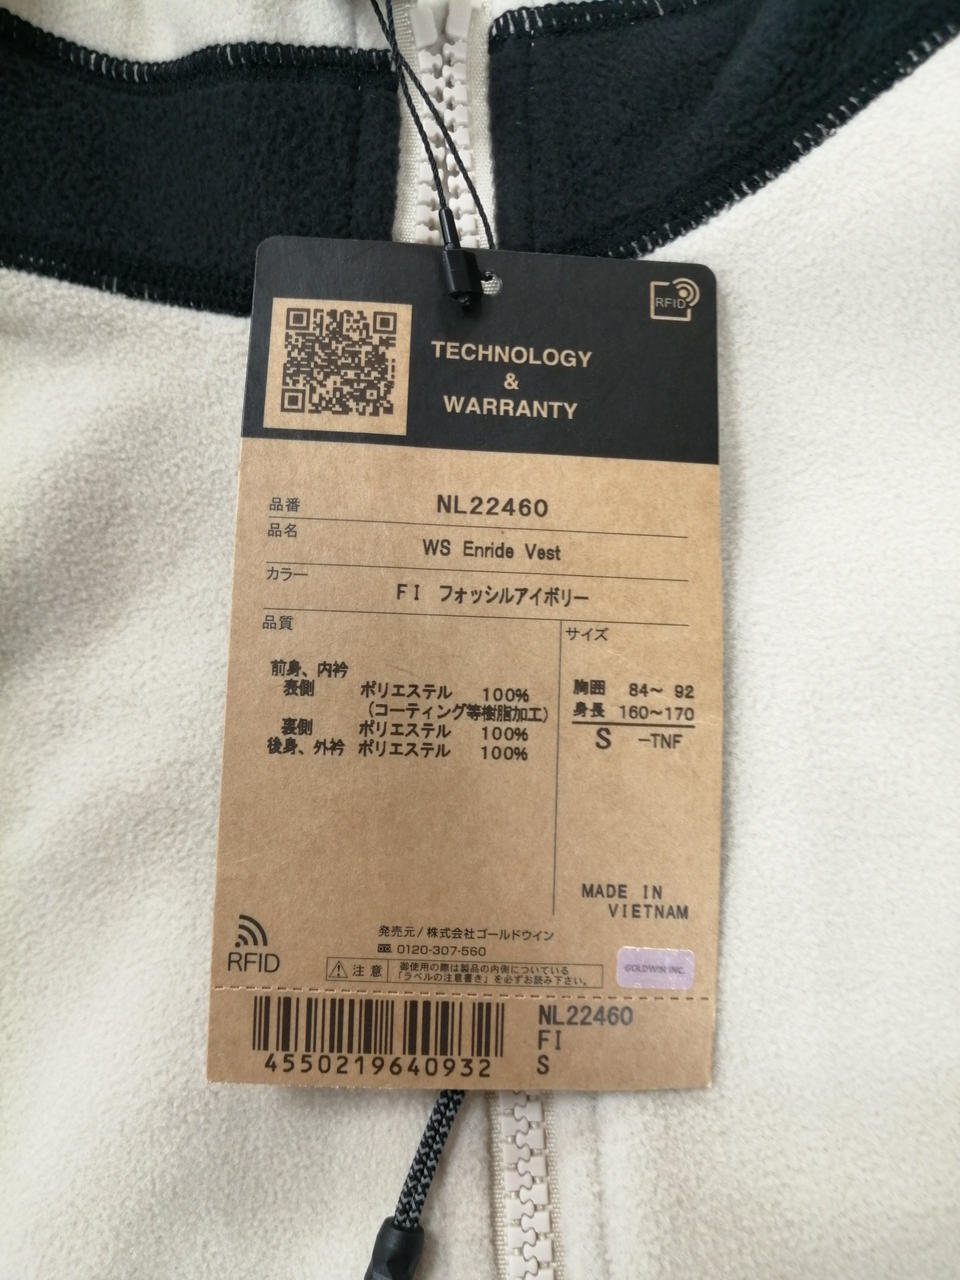 RFID
TECHNOLOGY
&
WARRANTY
品番 NL22460
品名 WS Enride Vest
カラー FI フォッシルアイボリー
品質
前身、内衿
表側 ポリエステル 100%
(コーティング等樹脂加工)
裏側 ポリエステル 100%
後身、外衿 ポリエステル 100%
サイズ
胸囲 84~ 92
身長 160~170
S -TNF
MADE IN
VIETNAM
発売元/株式会社ゴールドウイン
0120-307-560
RFID
注意 御使用の際は製品の内側についている
「ラベルの注意書き」を必ずお読み下さい。
GOLDWIN INC.
4550219640932
NL22460
FI
S